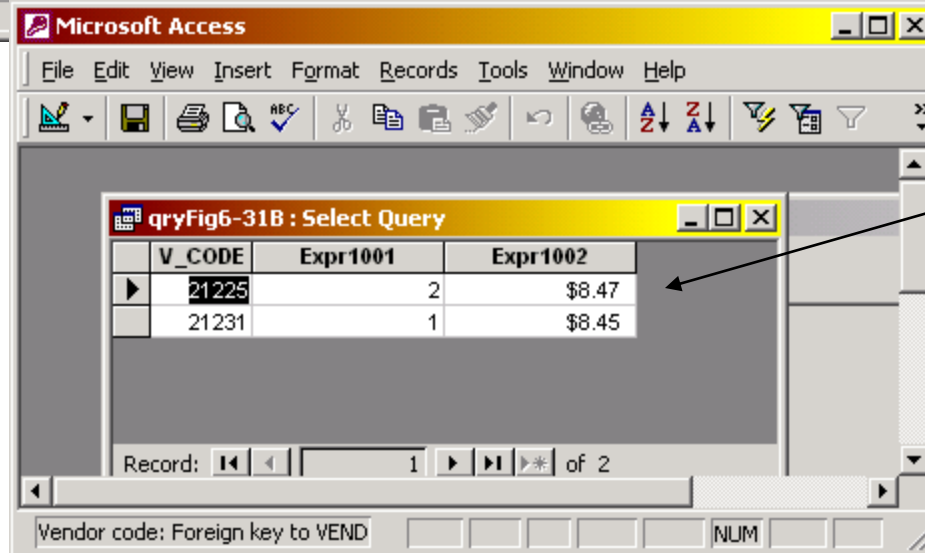 Microsoft Access
File Edit View Insert Format Records Tools Window Help
ABC
A Z Z A
qryFig6-31B : Select Query
V_CODE Expr1001 Expr1002
21225 2 $8.47
21231 1 $8.45
Record: 1 of 2
Vendor code: Foreign key to VEND NUM